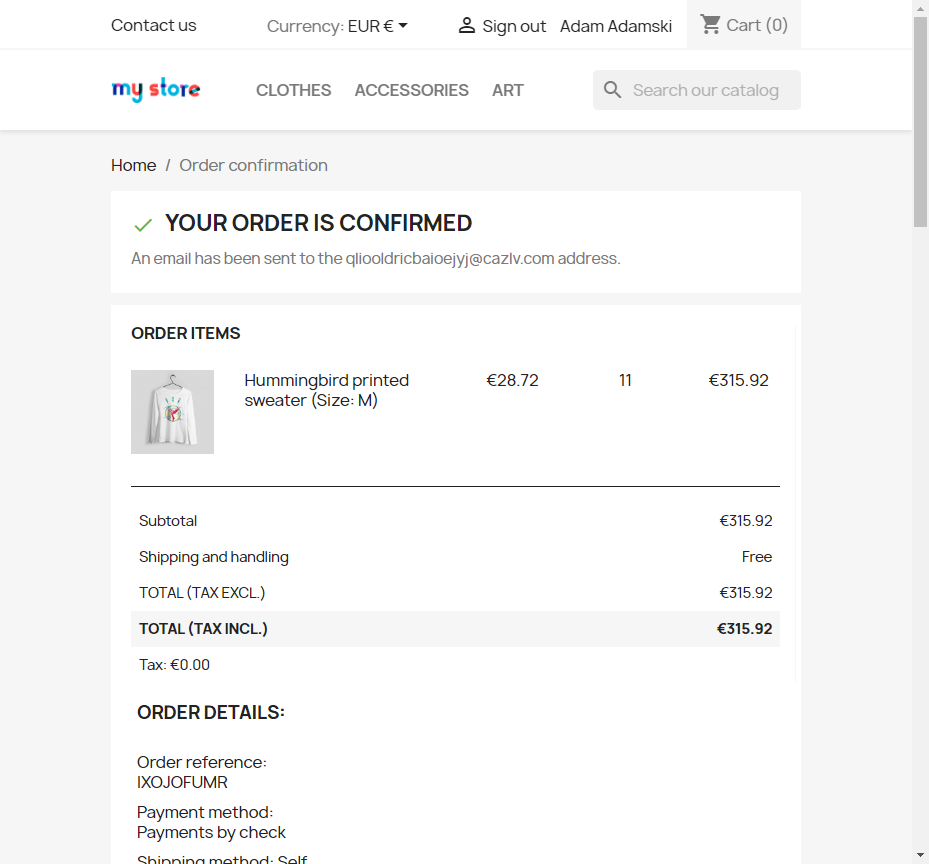 Contact us
Currency: EUR €
Sign out
Adam Adamski
Cart (0)
my store
CLOTHES
ACCESSORIES
ART
Search our catalog
Home / Order confirmation
YOUR ORDER IS CONFIRMED
An email has been sent to the qliooldricbaioejyj@cazlv.com address.
ORDER ITEMS
Hummingbird printed
sweater (Size: M)
€28.72
11
€315.92
Subtotal €315.92
Shipping and handling Free
TOTAL (TAX EXCL.) €315.92
TOTAL (TAX INCL.) €315.92
Tax: €0.00
ORDER DETAILS:
Order reference:
IXOJOFUMR
Payment method:
Payments by check
Shipping method: Self